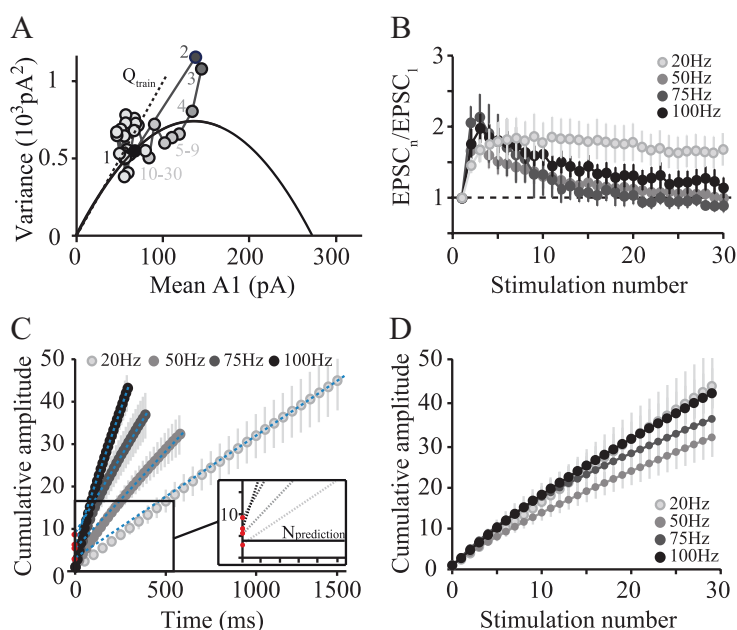 A
Variance (10³pA²)
1
0.5
0
Q train
2
3
4
1
5-9
10-30
0 100 200 300
Mean A1 (pA)
B
EPSCn/EPSC1
3
2
1
20Hz
50Hz
75Hz
100Hz
0 10 20 30
Stimulation number
C
Cumulative amplitude
20Hz 50Hz 75Hz 100Hz
50
40
30
20
10
0
10
Nprediction
0 500 1000 1500
Time (ms)
D
Cumulative amplitude
50
40
30
20
10
0
20Hz
50Hz
75Hz
100Hz
0 10 20 30
Stimulation number